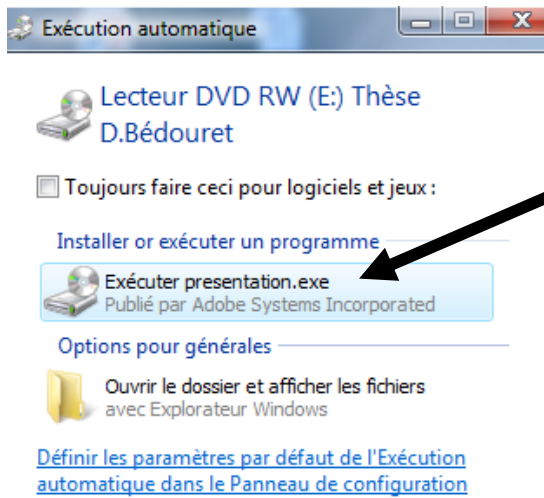 Exécution automatique
Lecteur DVD RW (E:) Thèse
D.Bédouret
Toujours faire ceci pour logiciels et jeux :
Installer or exécuter un programme
Exécuter presentation.exe
Publié par Adobe Systems Incorporated
Options pour générales
Ouvrir le dossier et afficher les fichiers
avec Explorateur Windows
Définir les paramètres par défaut de l'Exécution
automatique dans le Panneau de configuration